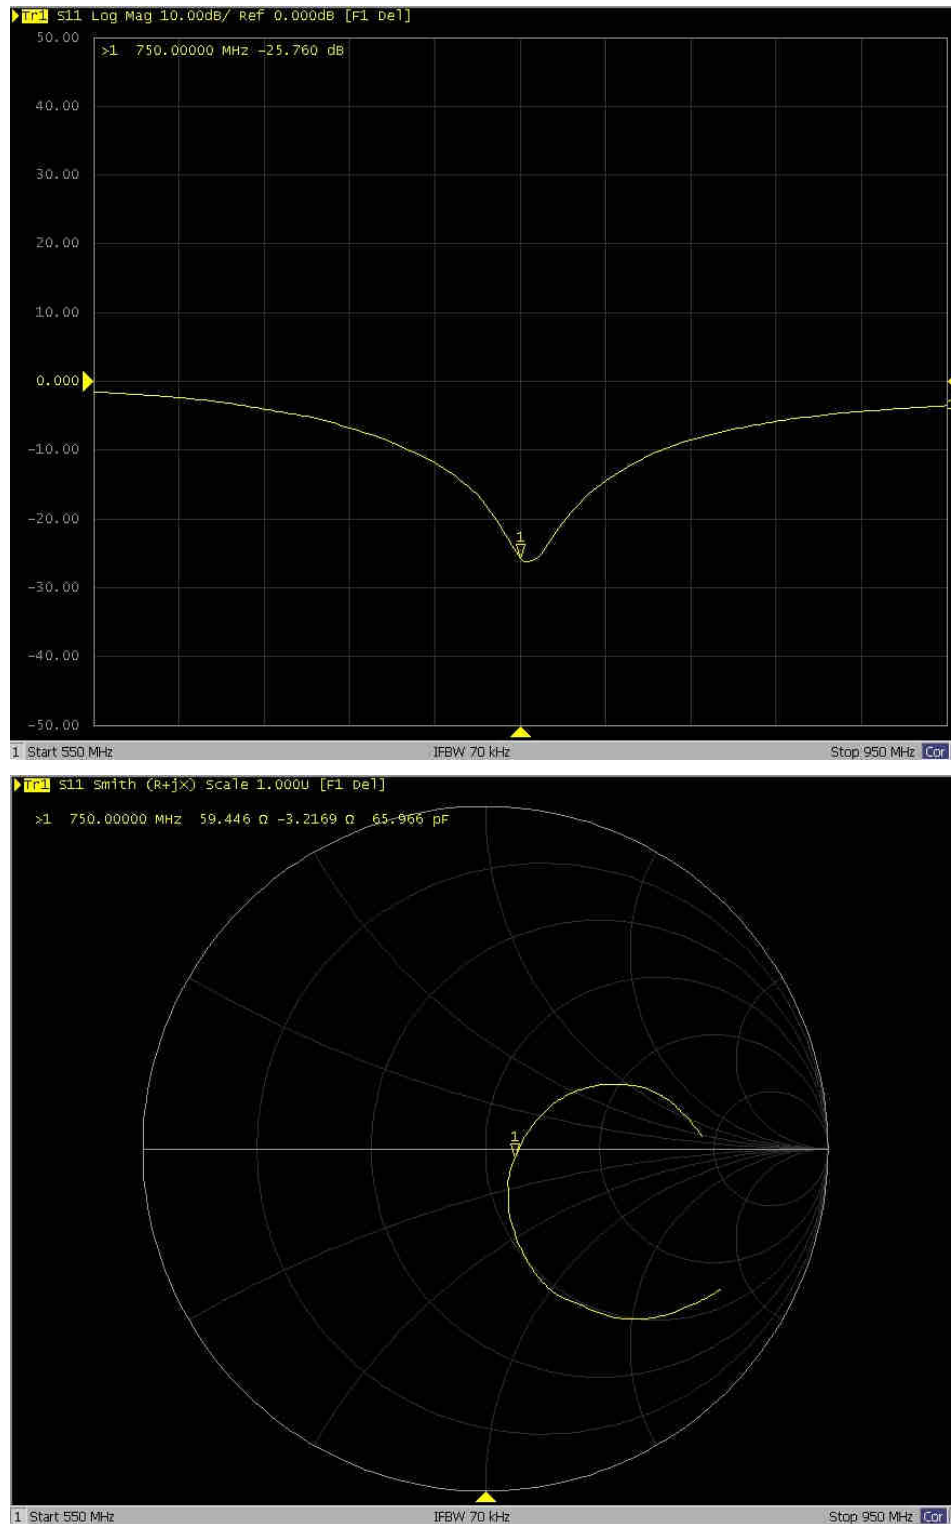 Tr1 S11 Log Mag 10.00dB/ Ref 0.000dB [F1 Del]
50.00
>1 750.00000 MHz -25.760 dB
40.00
30.00
20.00
10.00
0.000
-10.00
-20.00
1
-30.00
-40.00
-50.00
1 Start 550 MHz IFBW 70 kHz Stop 950 MHz Cor
Tr1 S11 Smith (R+jX) Scale 1.000U [F1 Del]
>1 750.00000 MHz 59.446 Ω -3.2169 Ω 65.966 pF
1
1 Start 550 MHz IFBW 70 kHz Stop 950 MHz Cor